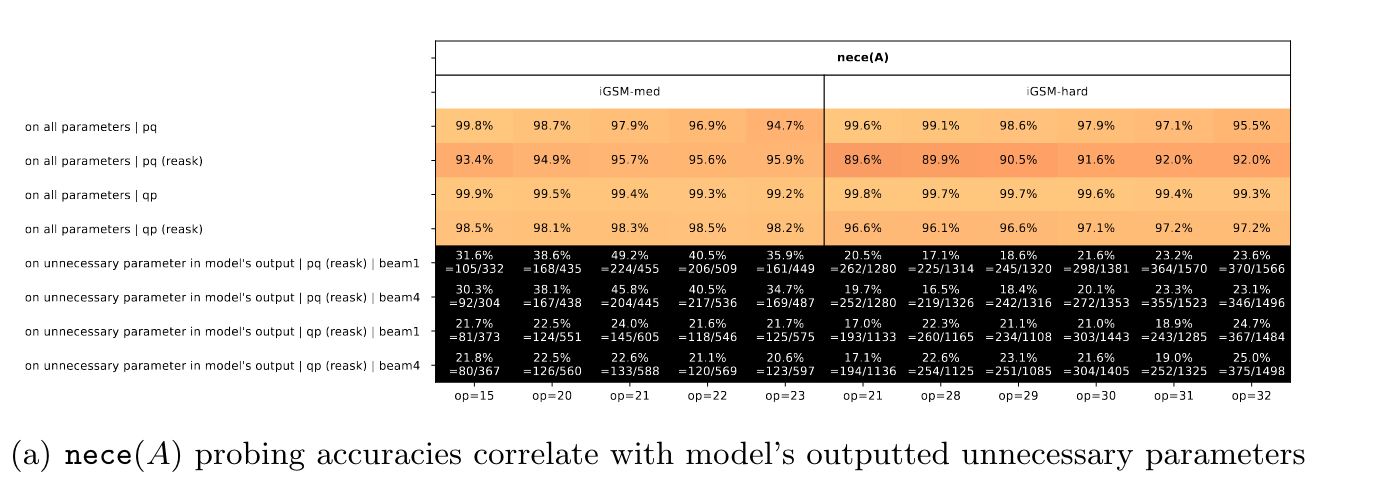 nece(A)
iGSM-med iGSM-hard
on all parameters | pq 99.8% 98.7% 97.9% 96.9% 94.7% 99.6% 99.1% 98.6% 97.9% 97.1% 95.5%
on all parameters | pq (reask) 93.4% 94.9% 95.7% 95.6% 95.9% 89.6% 89.9% 90.5% 91.6% 92.0% 92.0%
on all parameters | qp 99.9% 99.5% 99.4% 99.3% 99.2% 99.8% 99.7% 99.7% 99.6% 99.4% 99.3%
on all parameters | qp (reask) 98.5% 98.1% 98.3% 98.5% 98.2% 96.6% 96.1% 96.6% 97.1% 97.2% 97.2%
31.6% 38.6% 49.2% 40.5% 35.9% 20.5% 17.1% 18.6% 21.6% 23.2% 23.6%
on unnecessary parameter in model's output | pq (reask) | beam1 =105/332 =168/435 =224/455 =206/509 =161/449 =262/1280 =225/1314 =245/1320 =298/1381 =364/1570 =370/1566
30.3% 38.1% 45.8% 40.5% 34.7% 19.7% 16.5% 18.4% 20.1% 23.3% 23.1%
on unnecessary parameter in model's output | pq (reask) | beam4 =92/304 =167/438 =204/445 =217/536 =169/487 =252/1280 =219/1326 =242/1316 =272/1353 =355/1523 =346/1496
21.7% 22.5% 24.0% 21.6% 21.7% 17.0% 22.3% 21.1% 21.0% 18.9% 24.7%
on unnecessary parameter in model's output | qp (reask) | beam1 =81/373 =124/551 =145/605 =118/546 =125/575 =193/1133 =260/1165 =234/1108 =303/1443 =243/1285 =367/1484
21.8% 22.5% 22.6% 21.1% 20.6% 17.1% 22.6% 23.1% 21.6% 19.0% 25.0%
on unnecessary parameter in model's output | qp (reask) | beam4 =80/367 =126/560 =133/588 =120/569 =123/597 =194/1136 =254/1125 =251/1085 =304/1405 =252/1325 =375/1498
op=15 op=20 op=21 op=22 op=23 op=21 op=28 op=29 op=30 op=31 op=32
(a) nece(A) probing accuracies correlate with model's outputted unnecessary parameters